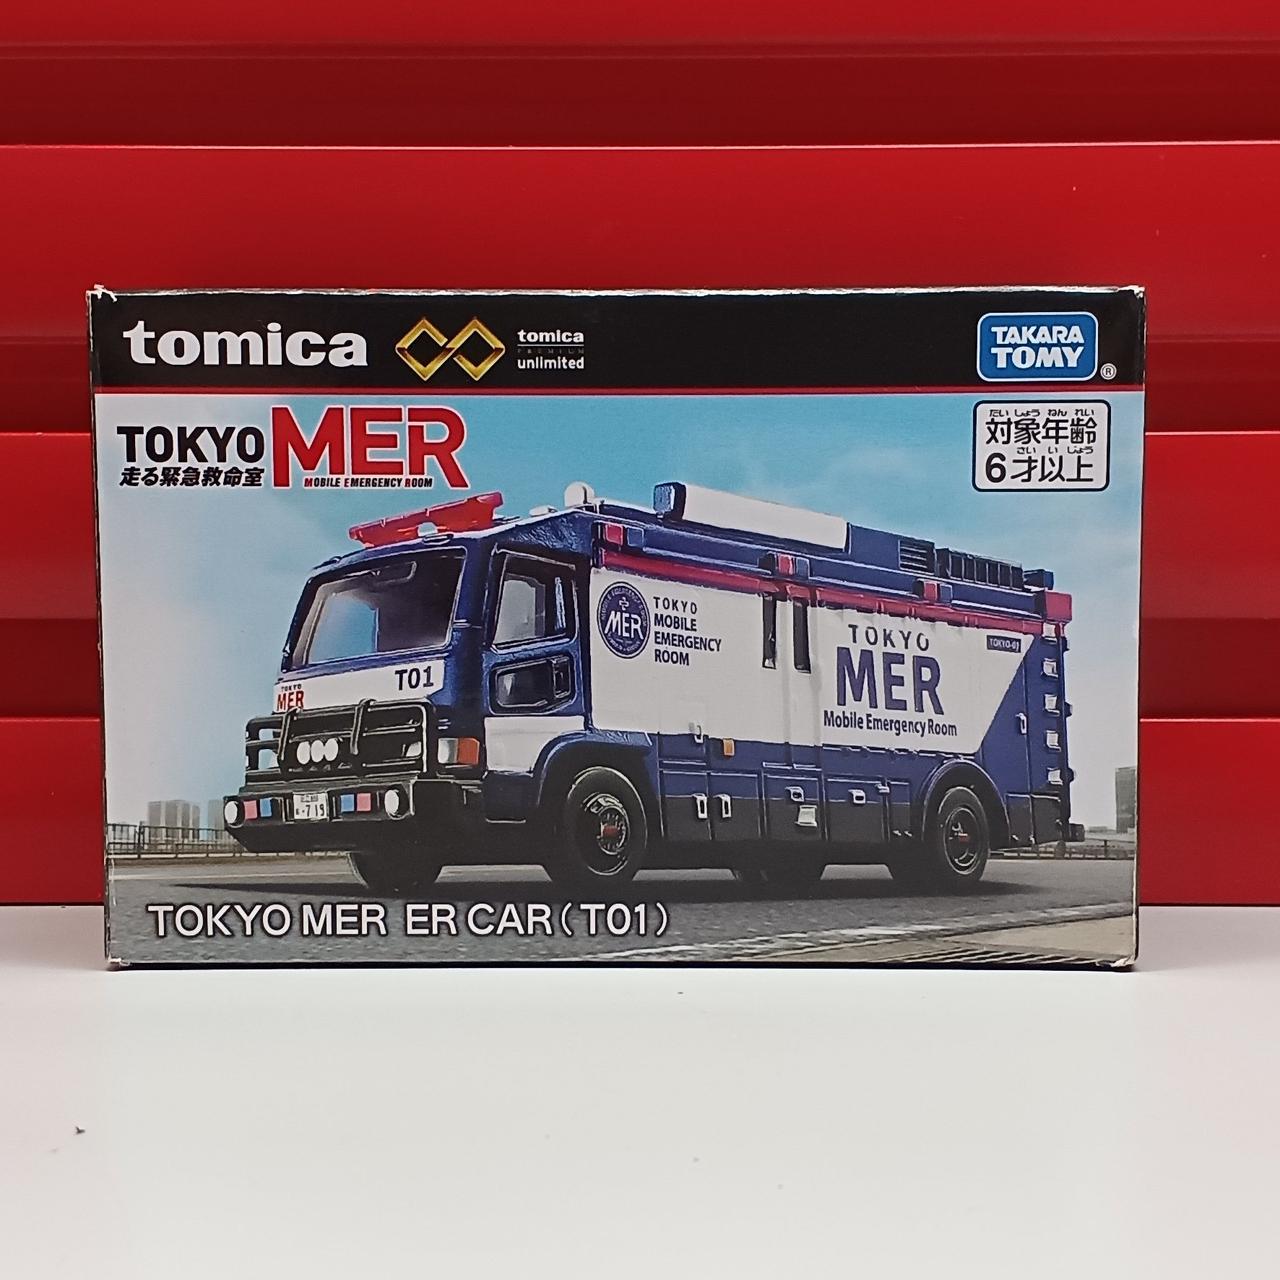 tomica
tomica
PREMIUM
unlimited
TAKARA
TOMY
®
TOKYO
MER
走る緊急救命室
MOBILE EMERGENCY ROOM
たい しょう ねん れい
対象年齢
さい い じょう
6才以上
MER
TOKYO
MOBILE
EMERGENCY
ROOM
TOKYO
MER
Mobile Emergency Room
TOKYO-01
T01
TOKYO
MER
・719
TOKYO MER ER CAR(T01)